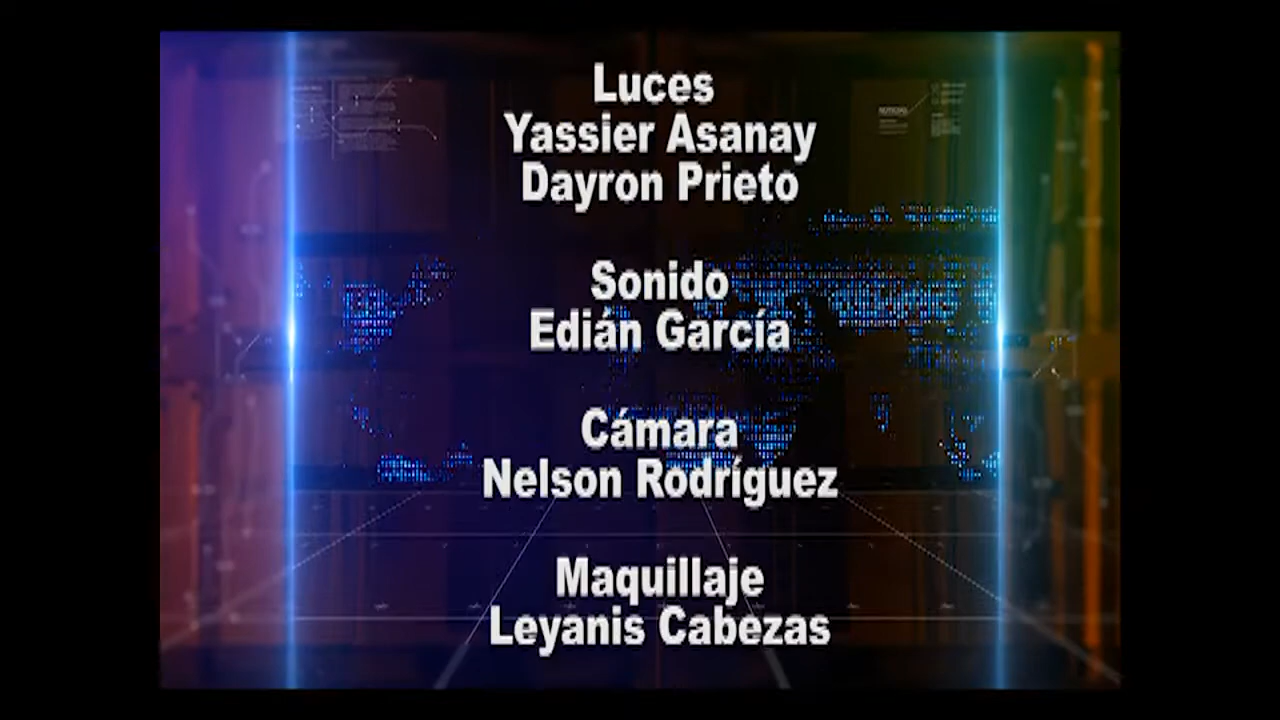 Luces
Yassier Asanay
Dayron Prieto
Sonido
Edián García
Cámara
Nelson Rodríguez
Maquillaje
Leyanis Cabezas